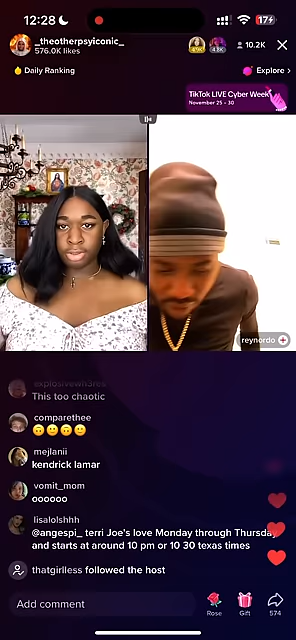 12:28
17
_theotherpsyiconic_
576.0K likes
10.2K
Daily Ranking
Explore >
TikTok LIVE Cyber Week
November 25 - 30
reynordo
explosivewh3res
This too chaotic
comparethee
mejlanii
kendrick lamar
vomit_mom
oooooo
lisalolshhh
@angespi_ terri Joe's love Monday through Thursday
and starts at around 10 pm or 10 30 texas times
thatgirlless followed the host
Add comment
Rose
Gift
574